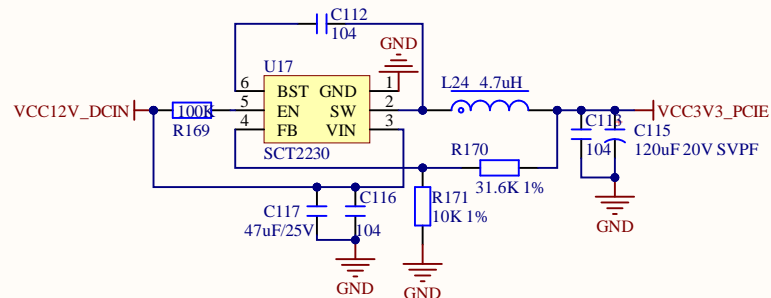 C112
104
GND
U17
L24 4.7uH
6 BST GND 1
VCC12V_DCIN
100K
5 EN SW 2
VCC3V3_PCIE
R169
4 FB VIN 3
C113
C115
SCT2230
R170
104
120uF 20V SVPF
31.6K 1%
C117
C116
R171
10K 1%
47uF/25V
104
GND
GND
GND